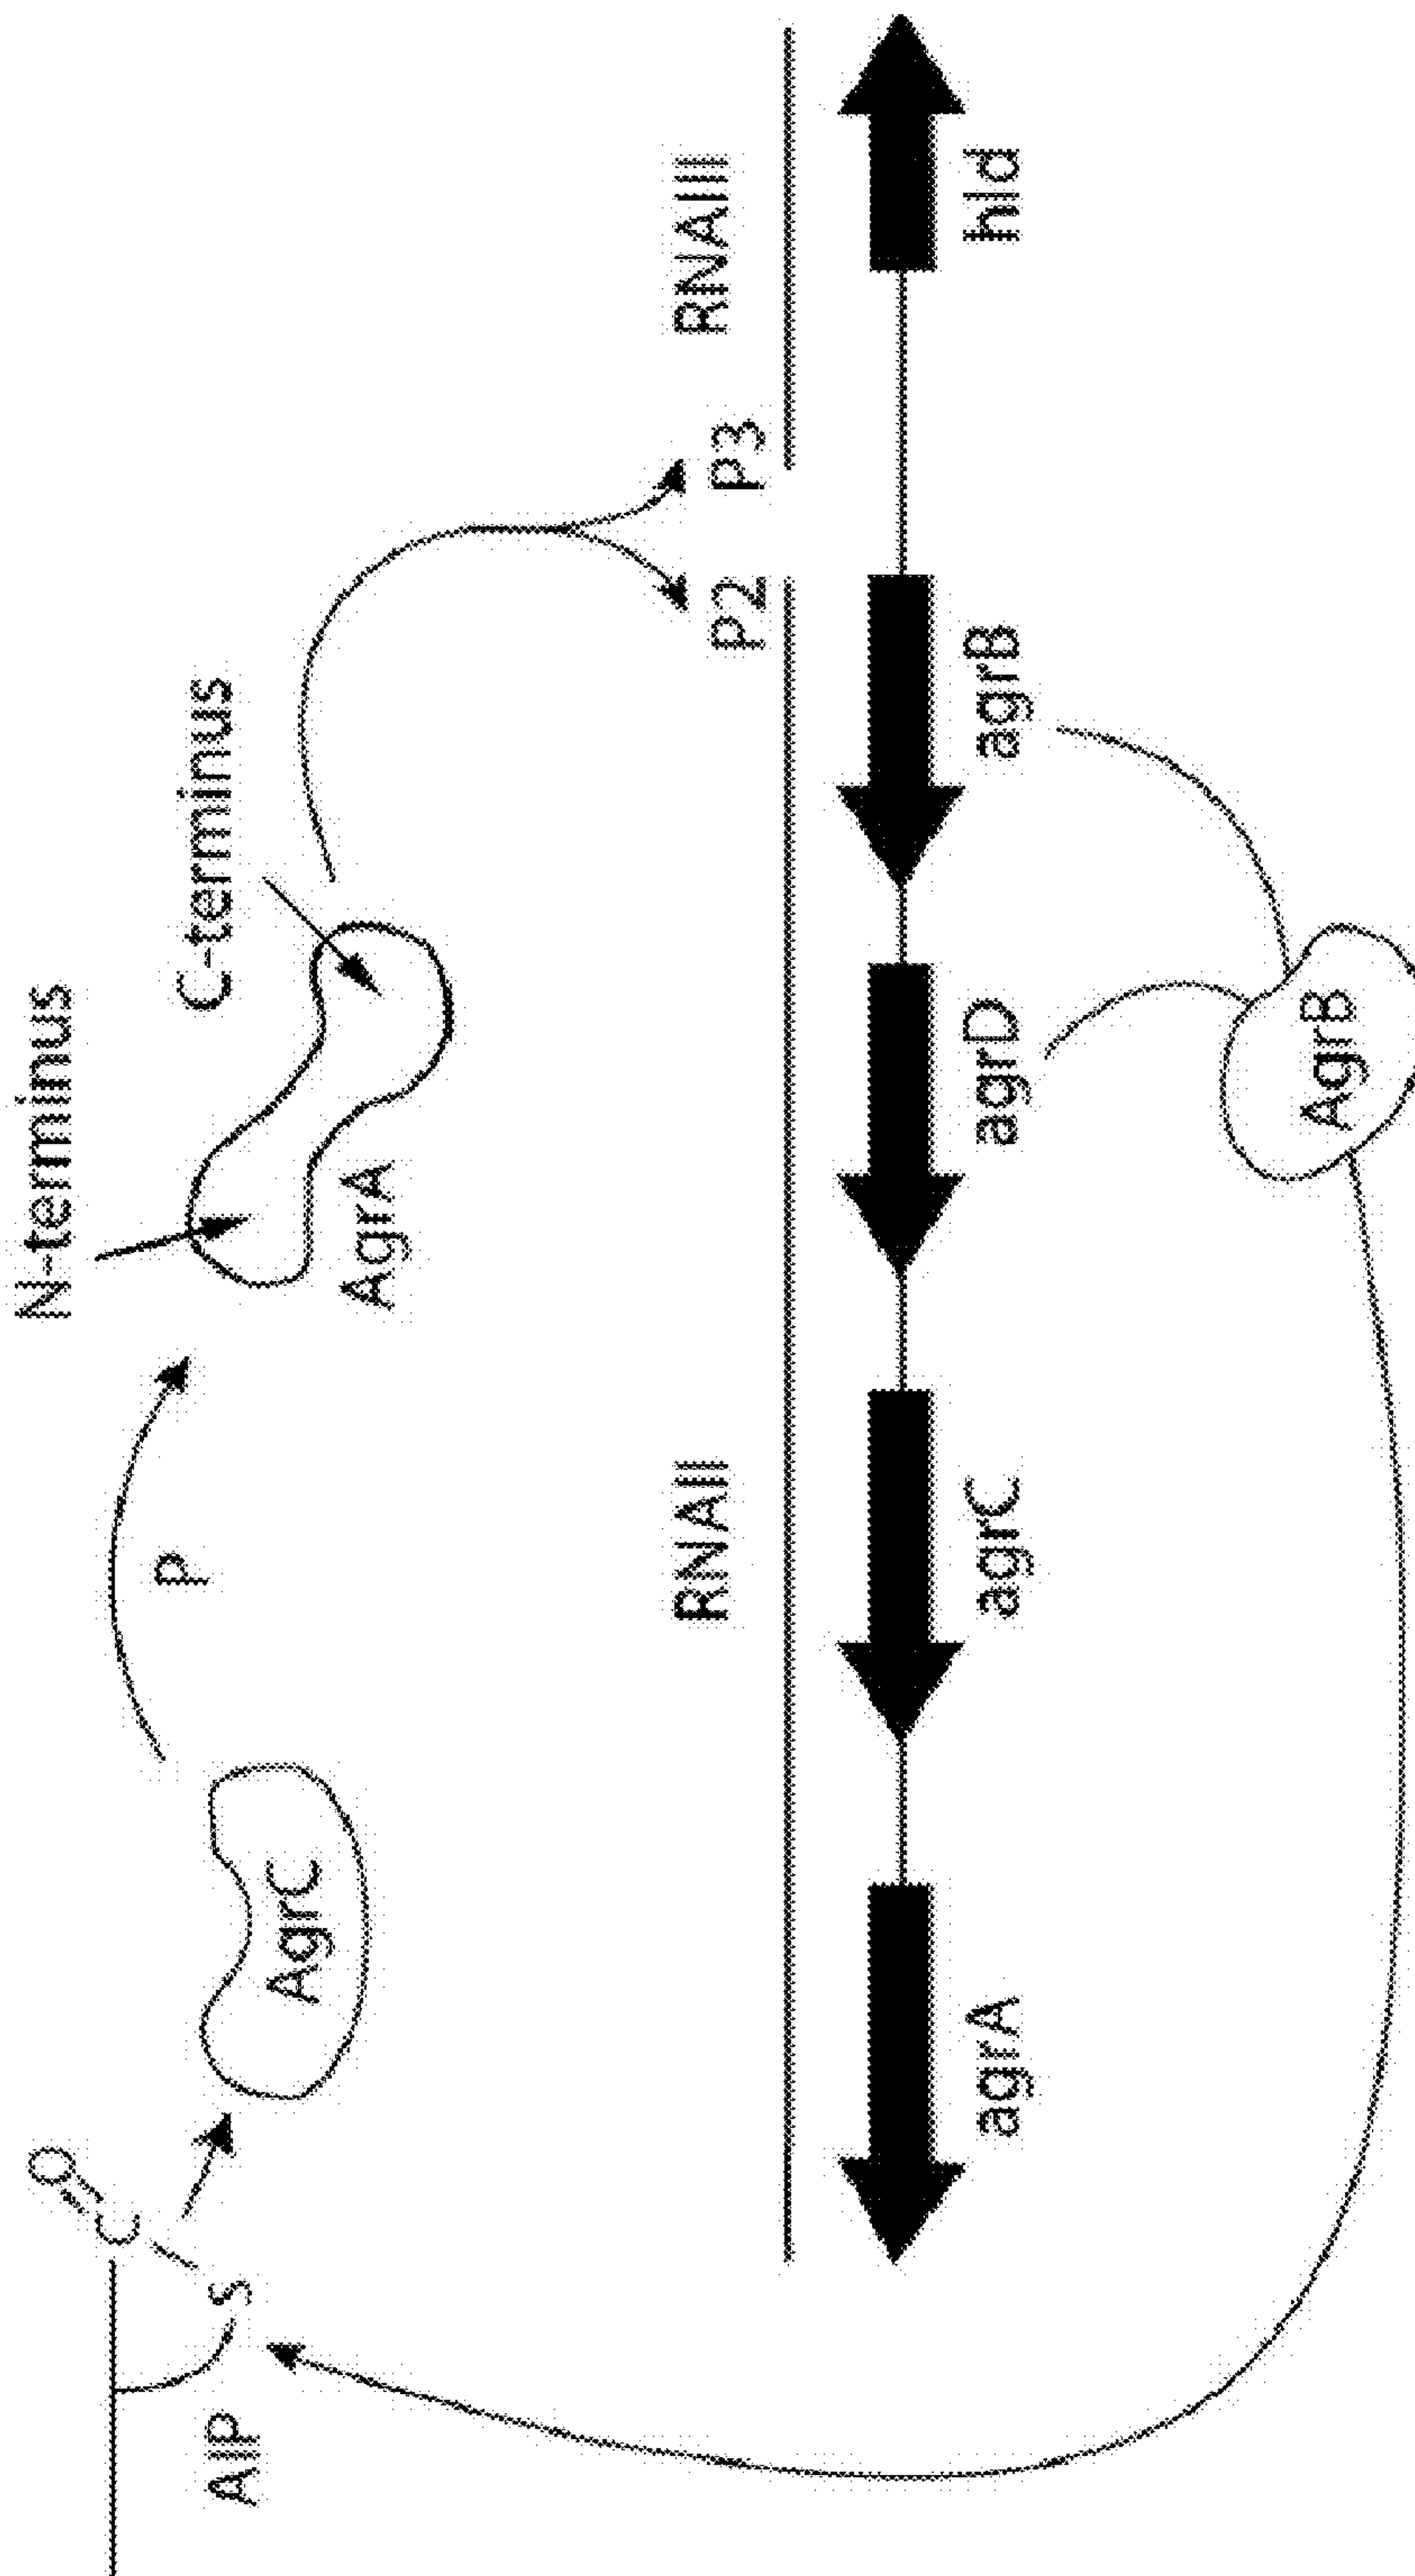 N-terminus
C-terminus
O
C
S
AIP
AgrC
P
AgrA
P2 P3
RNAII
RNAIII
agrA
agrC
agrD
agrB
hld
AgrB